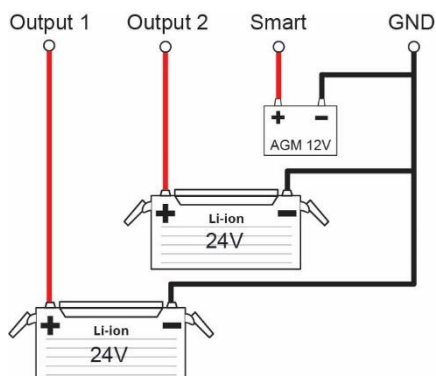 Output 1 Output 2 Smart GND
+ −
AGM 12V
+ Li-ion −
24V
+ Li-ion −
24V